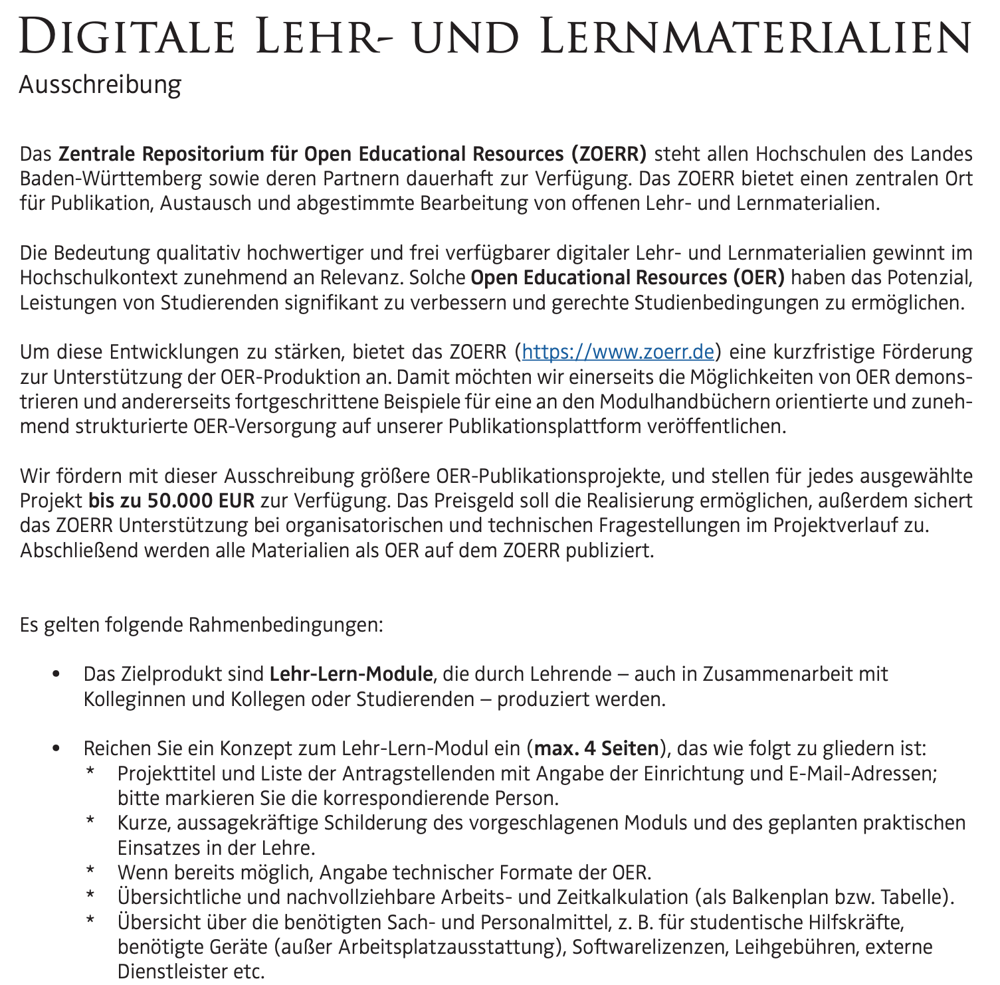 DIGITALE LEHR- UND LERNMATERIALIEN
Ausschreibung
Das Zentrale Repositorium für Open Educational Resources (ZOERR) steht allen Hochschulen des Landes
Baden-Württemberg sowie deren Partnern dauerhaft zur Verfügung. Das ZOERR bietet einen zentralen Ort
für Publikation, Austausch und abgestimmte Bearbeitung von offenen Lehr- und Lernmaterialien.
Die Bedeutung qualitativ hochwertiger und frei verfügbarer digitaler Lehr- und Lernmaterialien gewinnt im
Hochschulkontext zunehmend an Relevanz. Solche Open Educational Resources (OER) haben das Potenzial,
Leistungen von Studierenden signifikant zu verbessern und gerechte Studienbedingungen zu ermöglichen.
Um diese Entwicklungen zu stärken, bietet das ZOERR (https://www.zoerr.de) eine kurzfristige Förderung
zur Unterstützung der OER-Produktion an. Damit möchten wir einerseits die Möglichkeiten von OER demons-
trieren und andererseits fortgeschrittene Beispiele für eine an den Modulhandbüchern orientierte und zuneh-
mend strukturierte OER-Versorgung auf unserer Publikationsplattform veröffentlichen.
Wir fördern mit dieser Ausschreibung größere OER-Publikationsprojekte, und stellen für jedes ausgewählte
Projekt bis zu 50.000 EUR zur Verfügung. Das Preisgeld soll die Realisierung ermöglichen, außerdem sichert
das ZOERR Unterstützung bei organisatorischen und technischen Fragestellungen im Projektverlauf zu.
Abschließend werden alle Materialien als OER auf dem ZOERR publiziert.
Es gelten folgende Rahmenbedingungen:
• Das Zielprodukt sind Lehr-Lern-Module, die durch Lehrende – auch in Zusammenarbeit mit
Kolleginnen und Kollegen oder Studierenden – produziert werden.
• Reichen Sie ein Konzept zum Lehr-Lern-Modul ein (max. 4 Seiten), das wie folgt zu gliedern ist:
* Projekttitel und Liste der Antragstellenden mit Angabe der Einrichtung und E-Mail-Adressen;
bitte markieren Sie die korrespondierende Person.
* Kurze, aussagekräftige Schilderung des vorgeschlagenen Moduls und des geplanten praktischen
Einsatzes in der Lehre.
* Wenn bereits möglich, Angabe technischer Formate der OER.
* Übersichtliche und nachvollziehbare Arbeits- und Zeitkalkulation (als Balkenplan bzw. Tabelle).
* Übersicht über die benötigten Sach- und Personalmittel, z. B. für studentische Hilfskräfte,
benötigte Geräte (außer Arbeitsplatzausstattung), Softwarelizenzen, Leihgebühren, externe
Dienstleister etc.